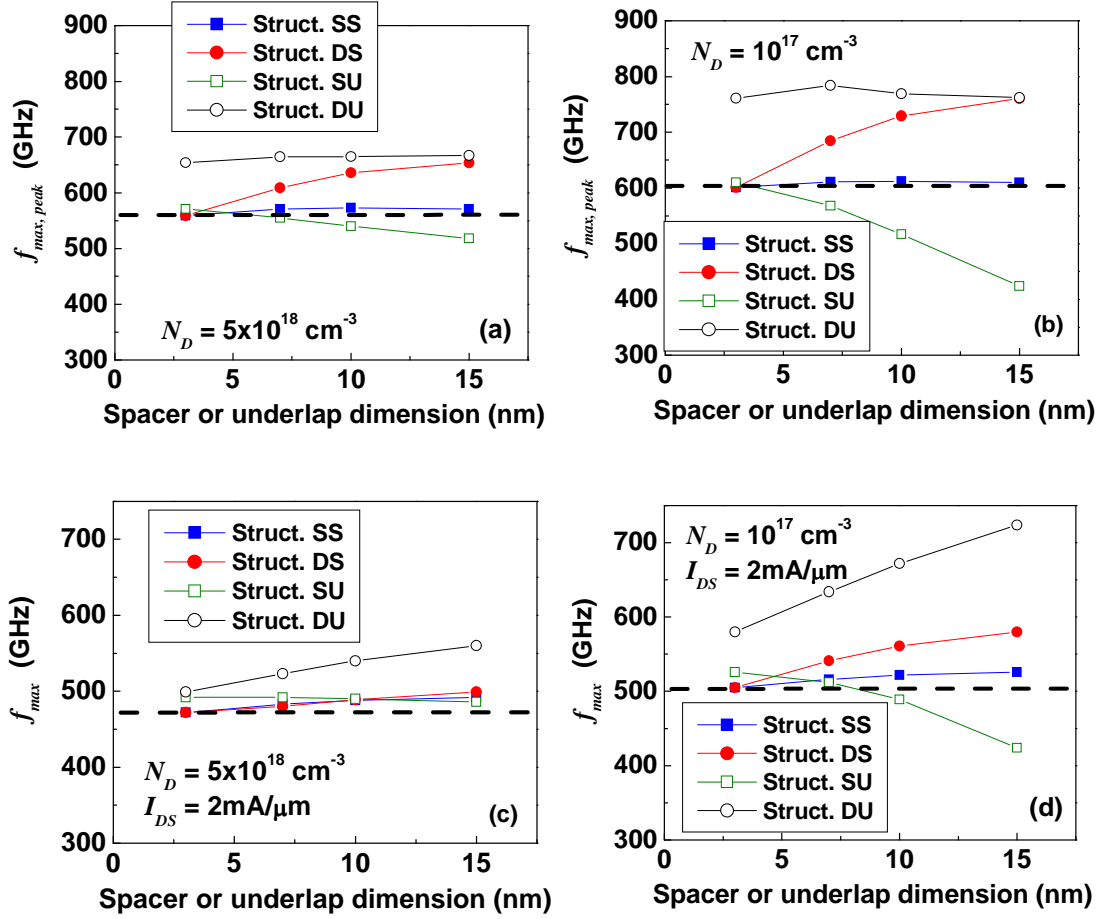 900
800
700
600
500
400
300
f_max, peak (GHz)
Struct. SS
Struct. DS
Struct. SU
Struct. DU
N_D = 5x10^18 cm^-3
(a)
0 5 10 15
Spacer or underlap dimension (nm)
900
800
700
600
500
400
300
f_max, peak (GHz)
N_D = 10^17 cm^-3
Struct. SS
Struct. DS
Struct. SU
Struct. DU
(b)
0 5 10 15
Spacer or underlap dimension (nm)
700
600
500
400
300
f_max (GHz)
Struct. SS
Struct. DS
Struct. SU
Struct. DU
N_D = 5x10^18 cm^-3
I_DS = 2mA/μm
(c)
0 5 10 15
Spacer or underlap dimension (nm)
700
600
500
400
300
f_max (GHz)
N_D = 10^17 cm^-3
I_DS = 2mA/μm
Struct. SS
Struct. DS
Struct. SU
Struct. DU
(d)
0 5 10 15
Spacer or underlap dimension (nm)